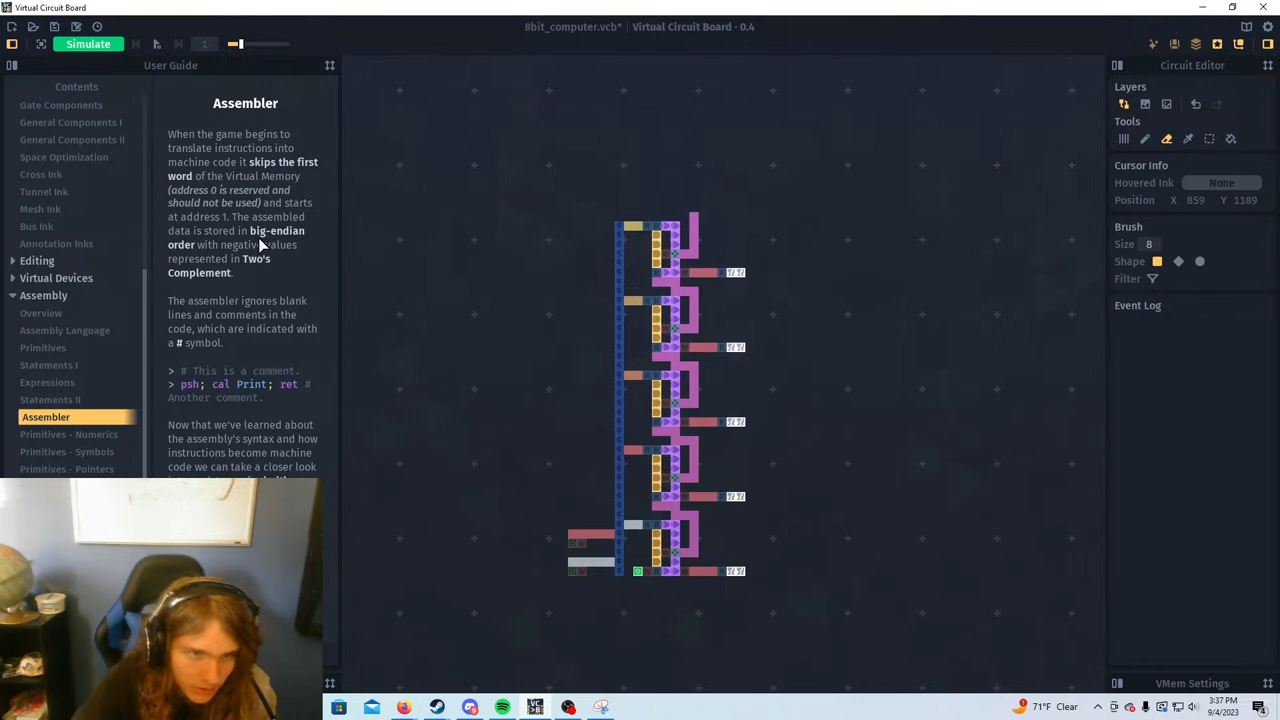 Virtual Circuit Board
8bit_computer.vcb* | Virtual Circuit Board · 0.4
Simulate
1
User Guide
Circuit Editor
Contents
Gate Components
General Components I
General Components II
Space Optimization
Cross Ink
Tunnel Ink
Mesh Ink
Bus Ink
Annotation Inks
Editing
Virtual Devices
Assembly
Overview
Assembly Language
Primitives
Statements I
Expressions
Statements II
Assembler
Primitives - Numerics
Primitives - Symbols
Primitives - Pointers
Assembler
When the game begins to
translate instructions into
machine code it skips the first
word of the Virtual Memory
(address 0 is reserved and
should not be used) and starts
at address 1. The assembled
data is stored in big-endian
order with negative values
represented in Two's
Complement.
The assembler ignores blank
lines and comments in the
code, which are indicated with
a # symbol.
> # This is a comment.
> psh; cal Print; ret #
Another comment.
Now that we've learned about
the assembly's syntax and how
instructions become machine
code we can take a closer look
Layers
Tools
Cursor Info
Hovered Ink None
Position X 859 Y 1189
Brush
Size 8
Shape
Filter
Event Log
VMem Settings
71°F Clear
3:37 PM
9/4/2023